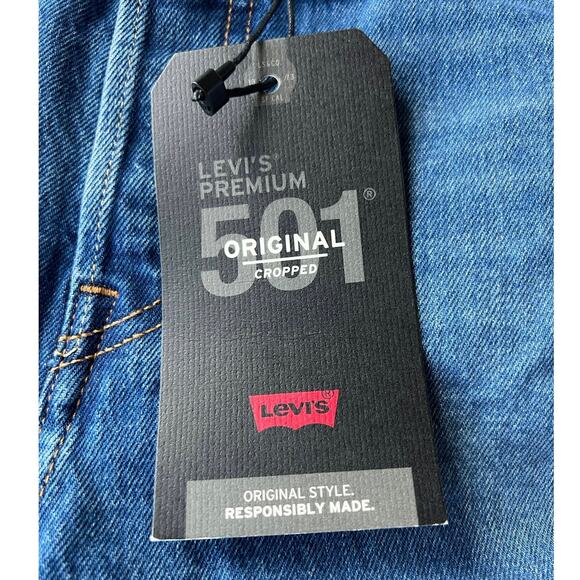 LEVI'S®
PREMIUM
501®
ORIGINAL
CROPPED
LEVI'S®
ORIGINAL STYLE.
RESPONSIBLY MADE.